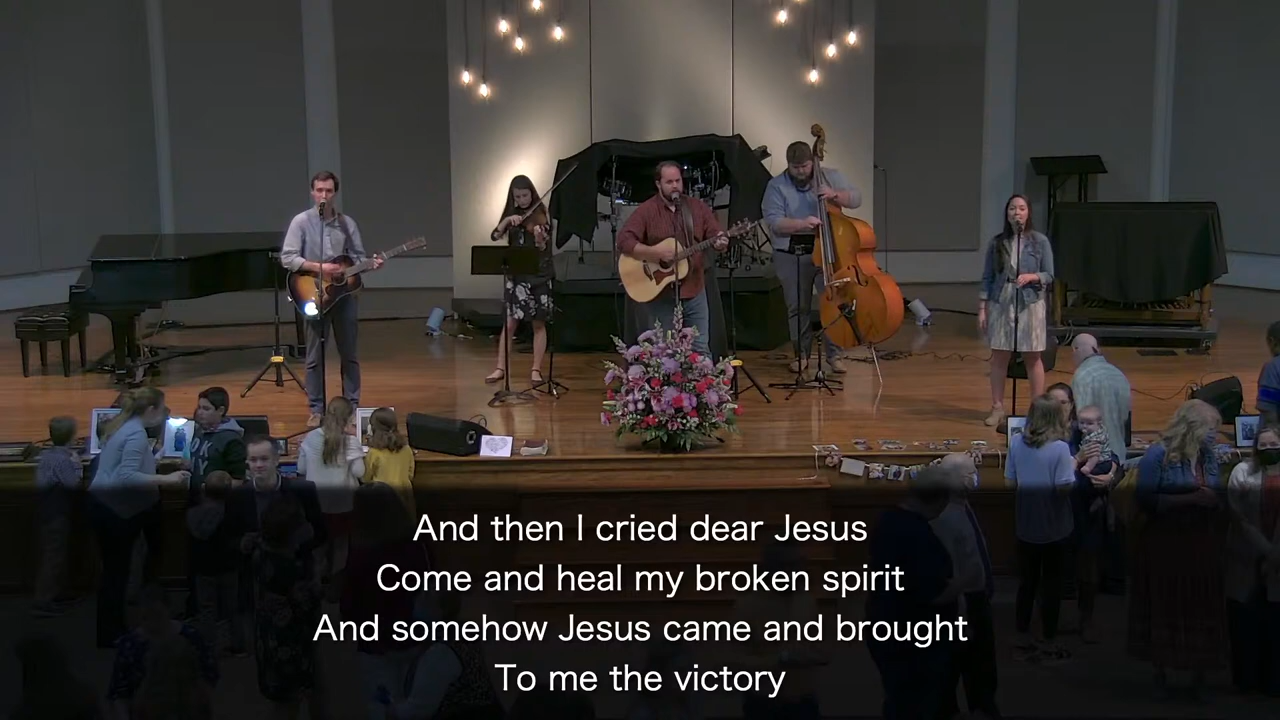 And then I cried dear Jesus
Come and heal my broken spirit
And somehow Jesus came and brought
To me the victory